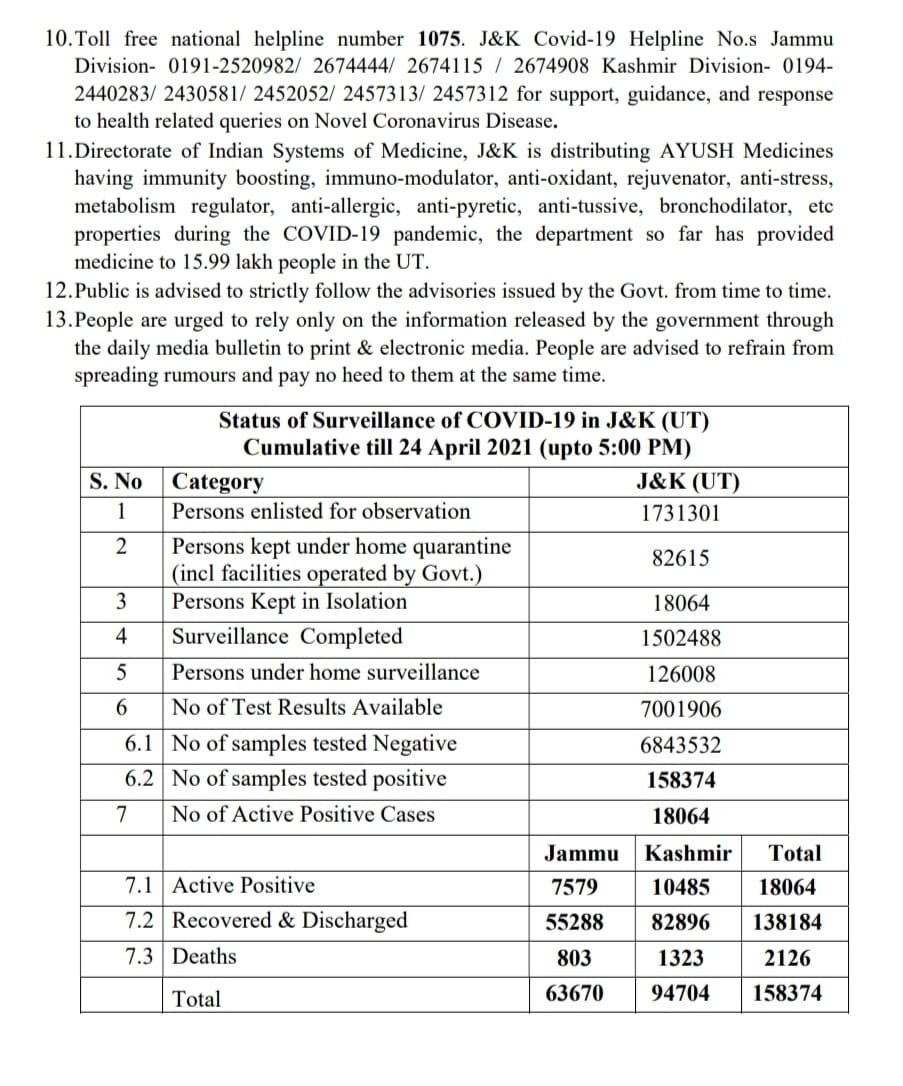 10.Toll free national helpline number 1075. J&K Covid-19 Helpline No.s Jammu
Division- 0191-2520982/ 2674444/ 2674115 / 2674908 Kashmir Division- 0194-
2440283/ 2430581/ 2452052/ 2457313/ 2457312 for support, guidance, and response
to health related queries on Novel Coronavirus Disease.
11.Directorate of Indian Systems of Medicine, J&K is distributing AYUSH Medicines
having immunity boosting, immuno-modulator, anti-oxidant, rejuvenator, anti-stress,
metabolism regulator, anti-allergic, anti-pyretic, anti-tussive, bronchodilator, etc
properties during the COVID-19 pandemic, the department so far has provided
medicine to 15.99 lakh people in the UT.
12.Public is advised to strictly follow the advisories issued by the Govt. from time to time.
13.People are urged to rely only on the information released by the government through
the daily media bulletin to print & electronic media. People are advised to refrain from
spreading rumours and pay no heed to them at the same time.
Status of Surveillance of COVID-19 in J&K (UT)
Cumulative till 24 April 2021 (upto 5:00 PM)
S. No Category J&K (UT)
1 Persons enlisted for observation 1731301
2 Persons kept under home quarantine
(incl facilities operated by Govt.) 82615
3 Persons Kept in Isolation 18064
4 Surveillance Completed 1502488
5 Persons under home surveillance 126008
6 No of Test Results Available 7001906
6.1 No of samples tested Negative 6843532
6.2 No of samples tested positive 158374
7 No of Active Positive Cases 18064
Jammu Kashmir Total
7.1 Active Positive 7579 10485 18064
7.2 Recovered & Discharged 55288 82896 138184
7.3 Deaths 803 1323 2126
Total 63670 94704 158374